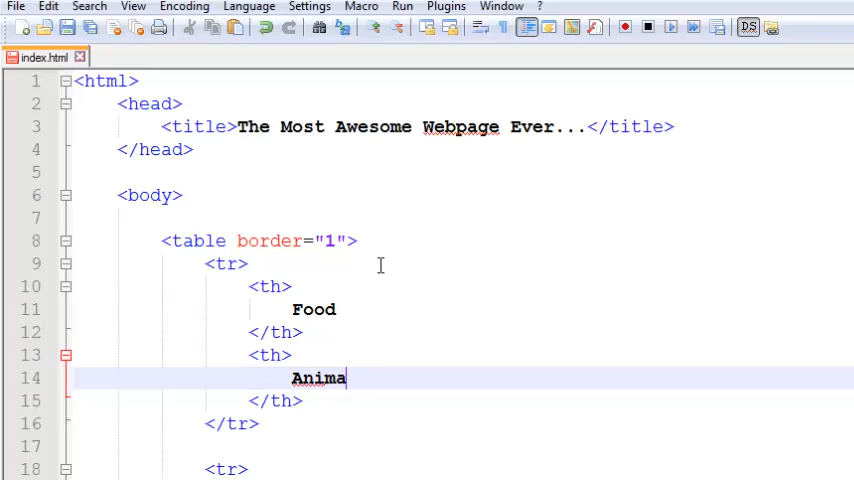 File Edit Search View Encoding Language Settings Macro Run Plugins Window ?
DS
index.html
1 <html>
2 <head>
3 <title>The Most Awesome Webpage Ever...</title>
4 </head>
5
6 <body>
7
8 <table border="1">
9 <tr>
10 <th>
11 Food
12 </th>
13 <th>
14 Anima
15 </th>
16 </tr>
17
18 <tr>